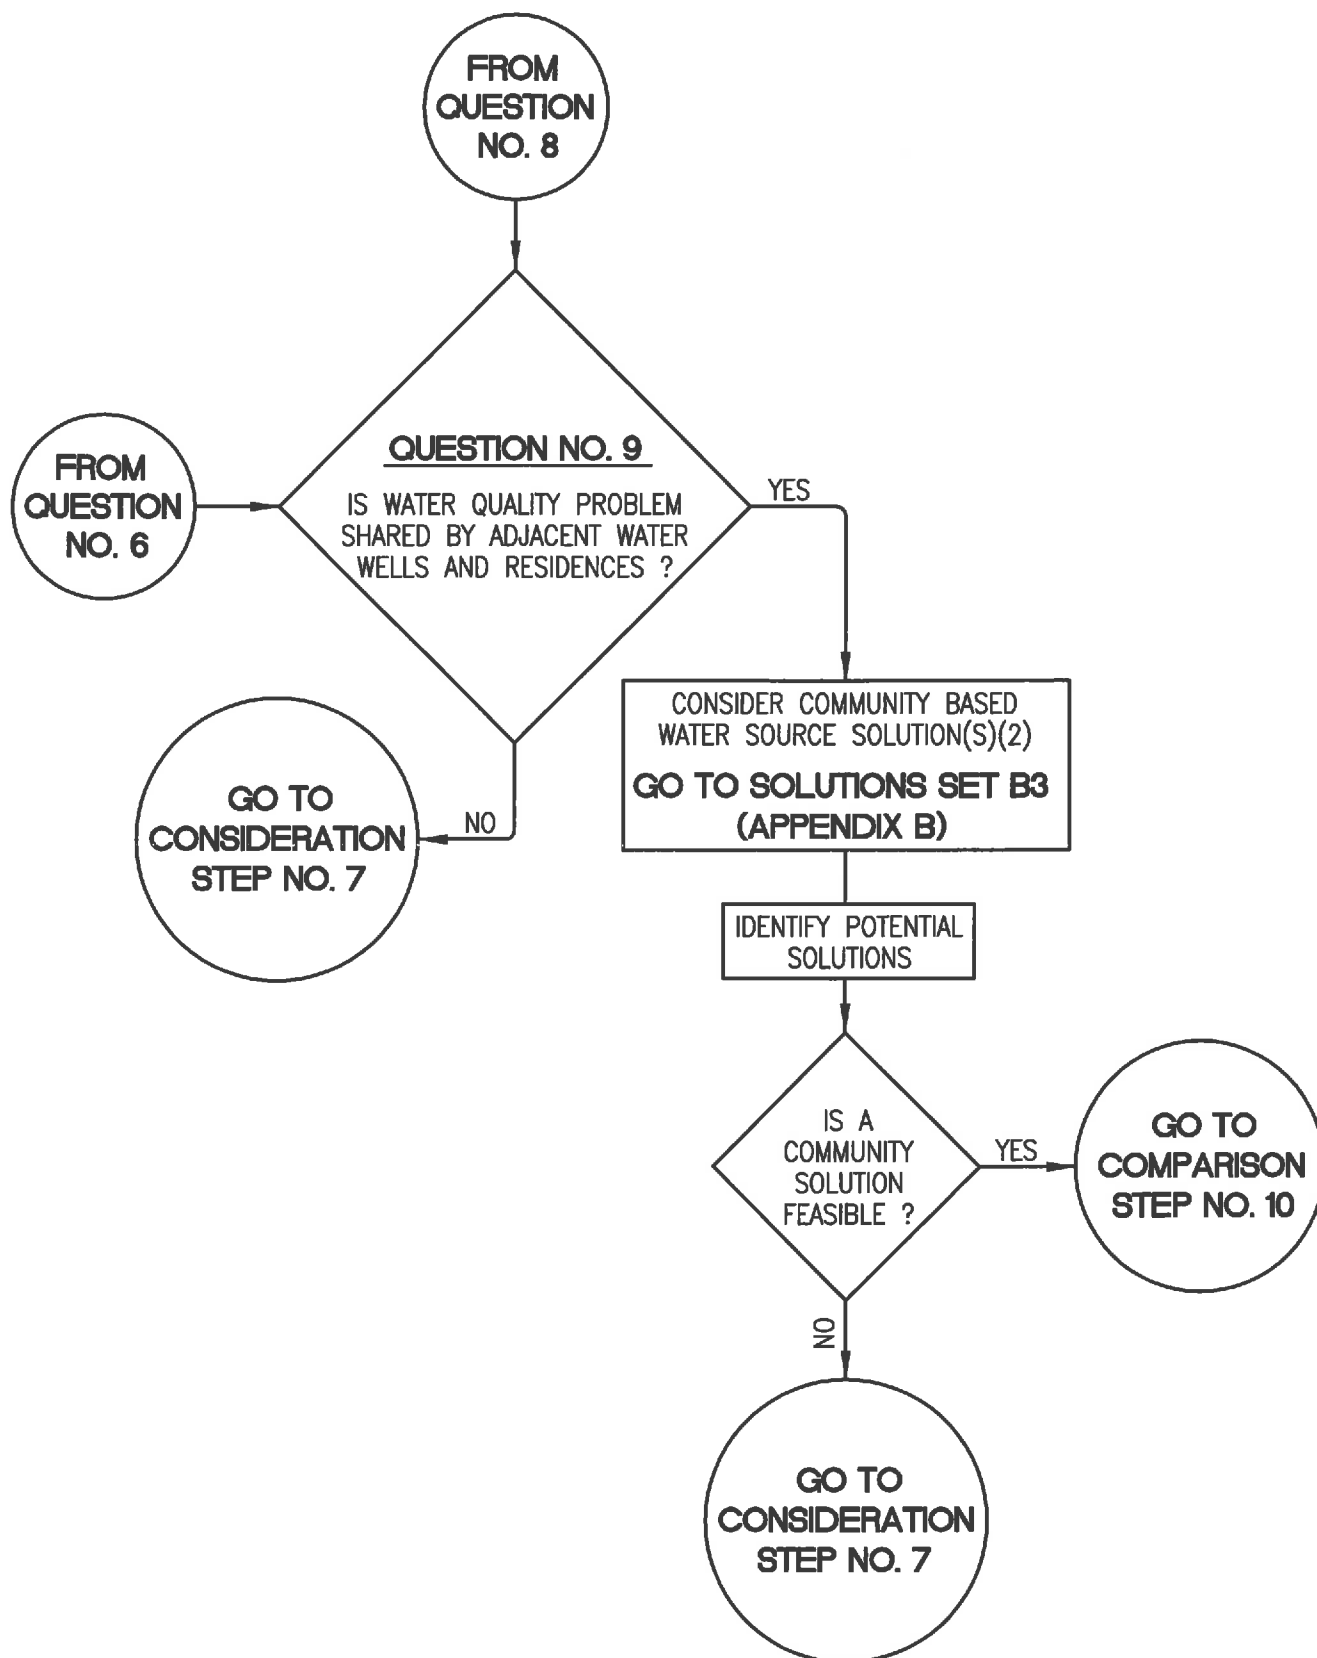 FROM
QUESTION
NO. 8
FROM
QUESTION
NO. 6
QUESTION NO. 9
IS WATER QUALITY PROBLEM
SHARED BY ADJACENT WATER
WELLS AND RESIDENCES ?
YES
NO
GO TO
CONSIDERATION
STEP NO. 7
CONSIDER COMMUNITY BASED
WATER SOURCE SOLUTION(S)(2)
GO TO SOLUTIONS SET B3
(APPENDIX B)
IDENTIFY POTENTIAL
SOLUTIONS
IS A
COMMUNITY
SOLUTION
FEASIBLE ?
YES
GO TO
COMPARISON
STEP NO. 10
NO
GO TO
CONSIDERATION
STEP NO. 7